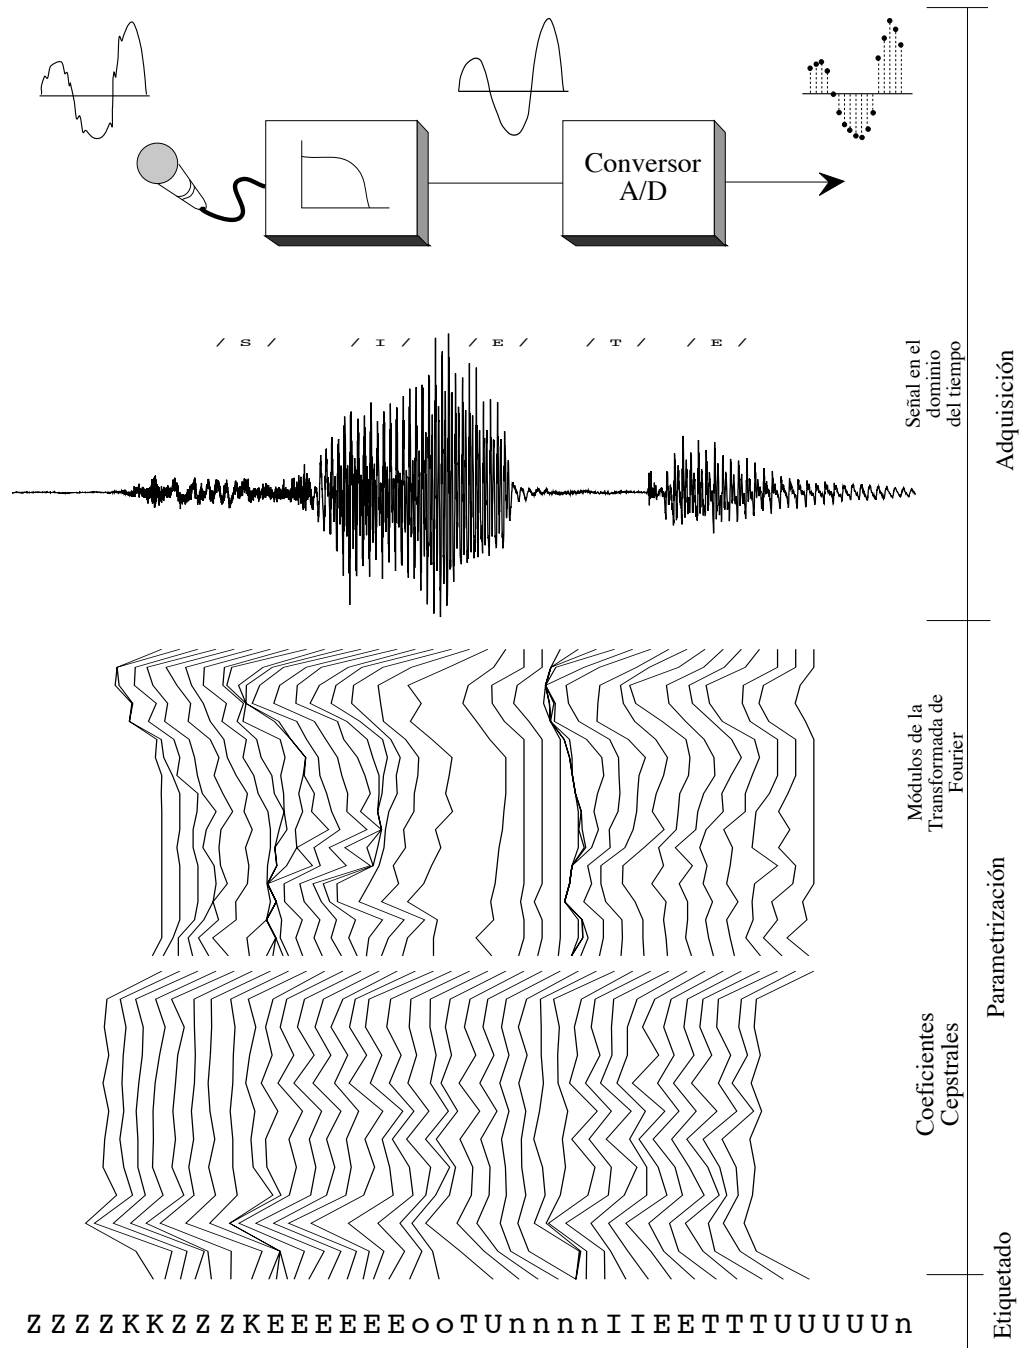 Conversor
A/D
/ S / / I / / E / / T / / E /
Señal en el
dominio
del tiempo
Adquisición
Módulos de la
Transformada de
Fourier
Parametrización
Coeficientes
Cepstrales
Etiquetado
Z Z Z Z K K Z Z Z K E E E E E E o o T U n n n n I I E E T T T U U U U U n